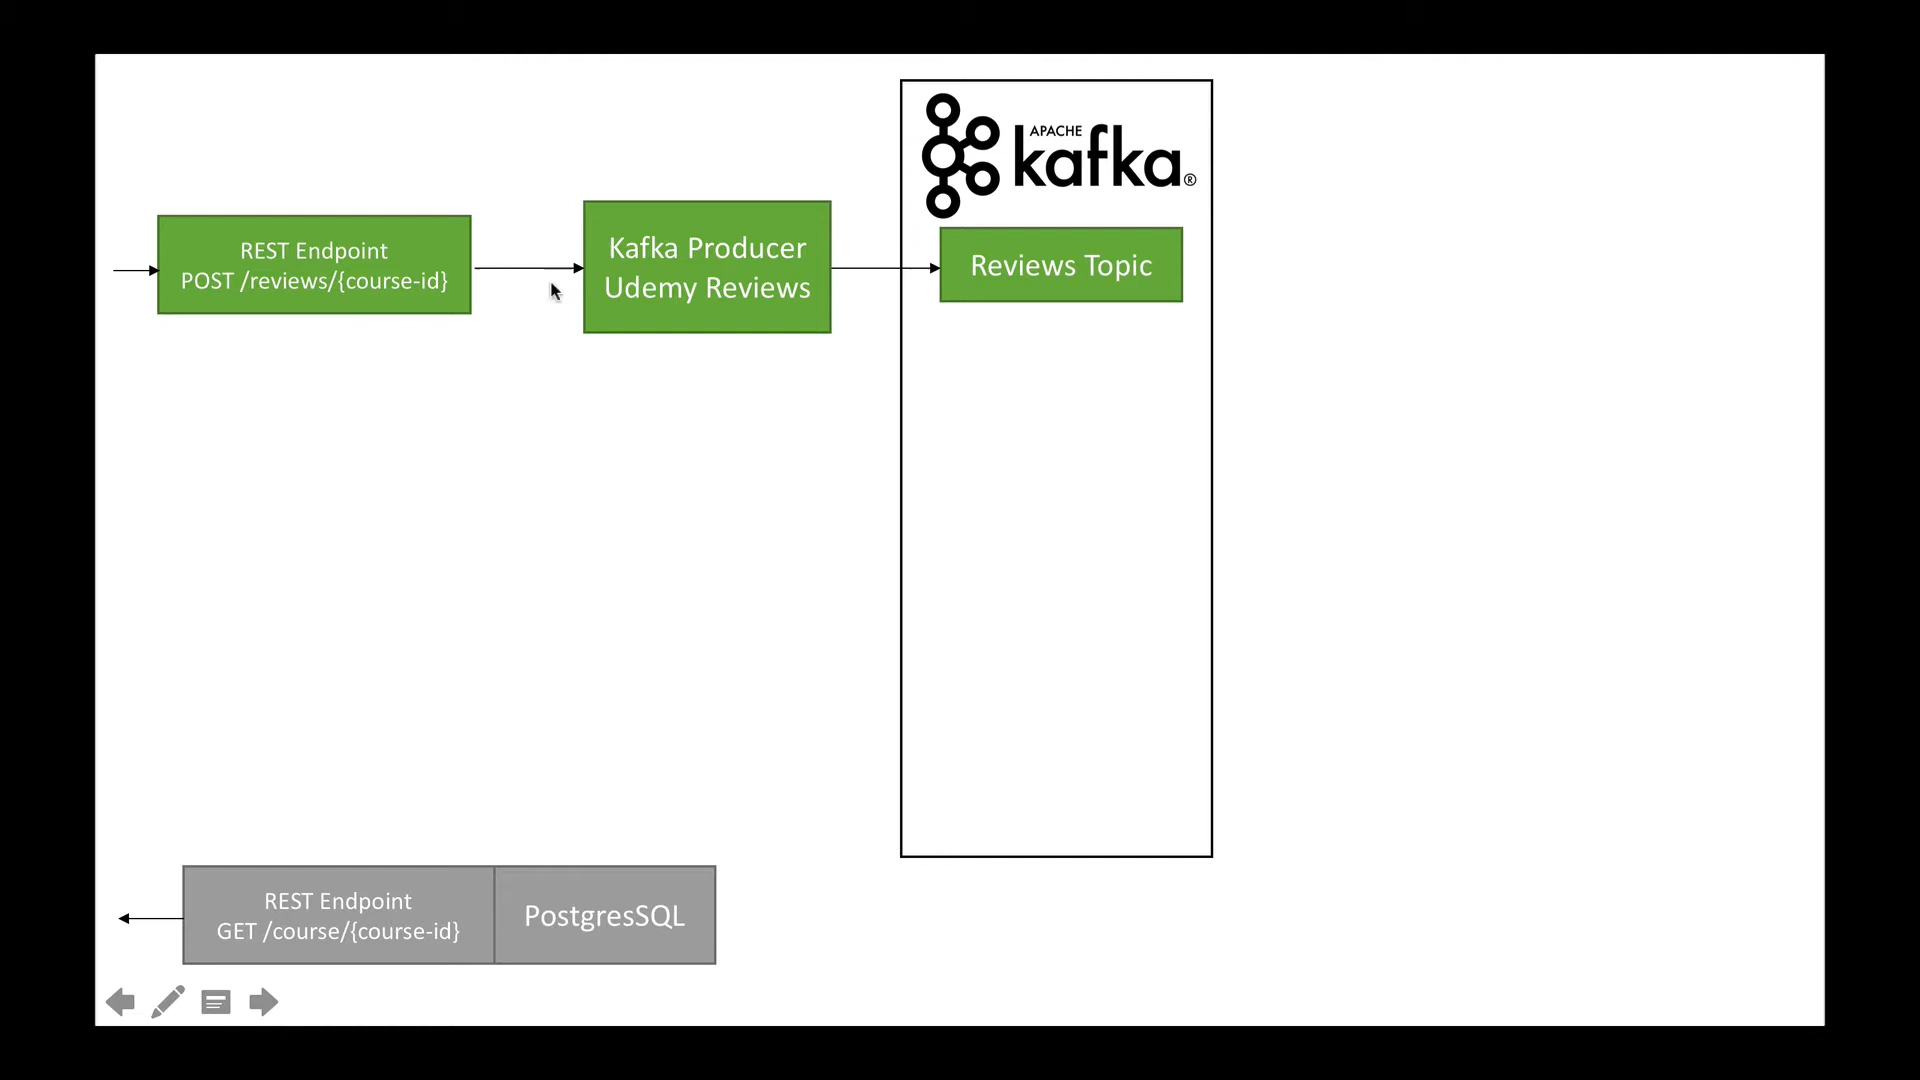 APACHE
kafka®
REST Endpoint
POST /reviews/{course-id}
Kafka Producer
Udemy Reviews
Reviews Topic
REST Endpoint
GET /course/{course-id}
PostgresSQL